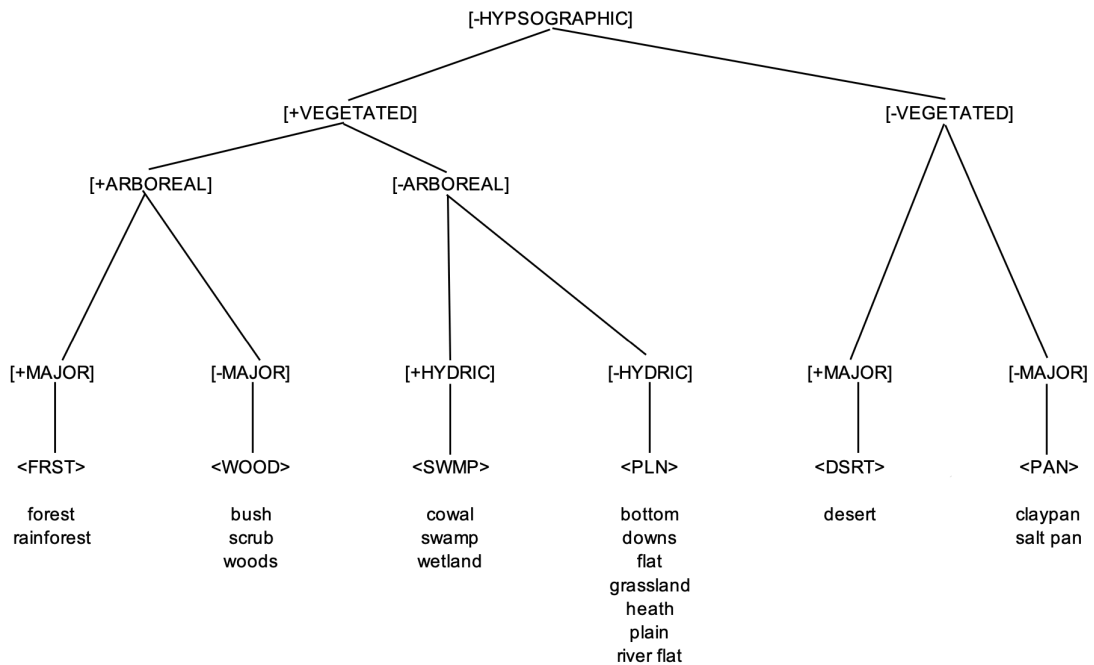 [-HYPSOGRAPHIC]
[+VEGETATED] [-VEGETATED]
[+ARBOREAL] [-ARBOREAL]
[+MAJOR] [-MAJOR] [+HYDRIC] [-HYDRIC] [+MAJOR] [-MAJOR]
<FRST> <WOOD> <SWMP> <PLN> <DSRT> <PAN>
forest bush cowal bottom desert claypan
rainforest scrub swamp downs salt pan
woods wetland flat
grassland
heath
plain
river flat